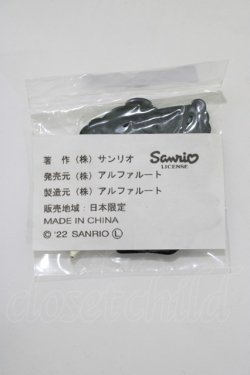 著　作（株）サンリオ
Sanrio
LICENSE
発売元（株）アルファルート
製造元（株）アルファルート
販売地域：日本限定
MADE IN CHINA
©'22 SANRIO Ⓛ
closetchild